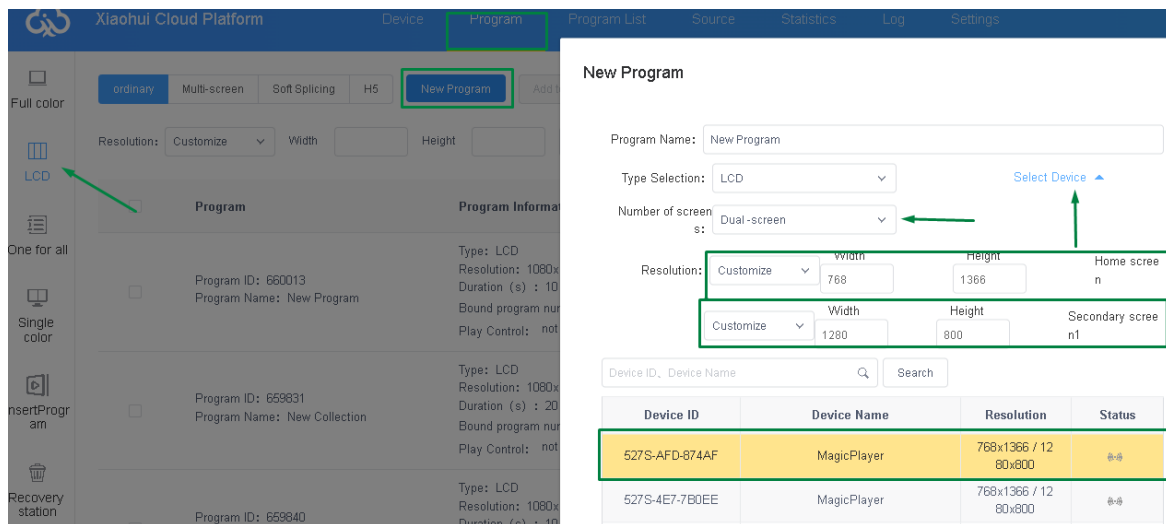 Xiaohui Cloud Platform
Device
Program
Program List
Source
Statistics
Log
Settings
Full color
LCD
One for all
Single
color
nsertProgr
am
Recovery
station
ordinary
Multi-screen
Soft Splicing
H5
New Program
Add t
Resolution:
Customize
Width
Height
Program
Program Informat
Program ID: 660013
Program Name: New Program
Type: LCD
Resolution: 1080x
Duration (s) : 10
Bound program nur
Play Control: not
Program ID: 659831
Program Name: New Collection
Type: LCD
Resolution: 1080x
Duration (s) : 20
Bound program nur
Play Control: not
Program ID: 659840
Type: LCD
Resolution: 1080x
Duration (s) : 10
New Program
Program Name: New Program
Type Selection: LCD
Select Device
Number of screen
s:
Dual-screen
Resolution: Customize
Width
768
Height
1366
Home scree
n
Customize
Width
1280
Height
800
Secondary scree
n1
Device ID、Device Name
Search
Device ID Device Name Resolution Status
527S-AFD-874AF MagicPlayer 768x1366 / 12
80x800
527S-4E7-7B0EE MagicPlayer 768x1366 / 12
80x800